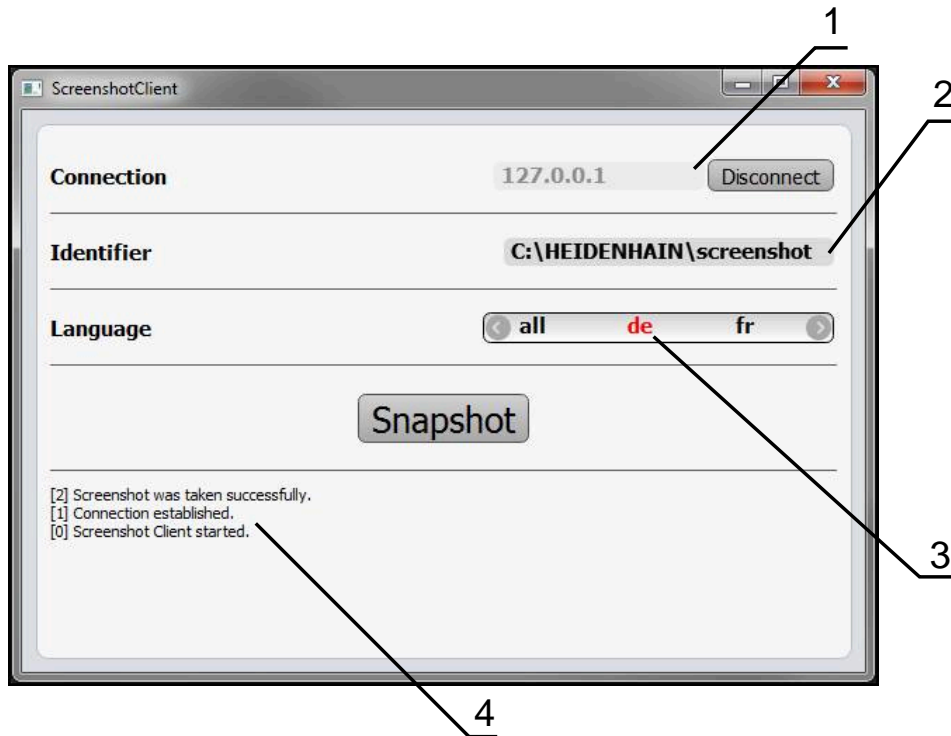 1
ScreenshotClient
2
Connection 127.0.0.1 Disconnect
Identifier C:\HEIDENHAIN\screenshot
Language all de fr
Snapshot
[2] Screenshot was taken successfully.
[1] Connection established.
[0] Screenshot Client started.
3
4